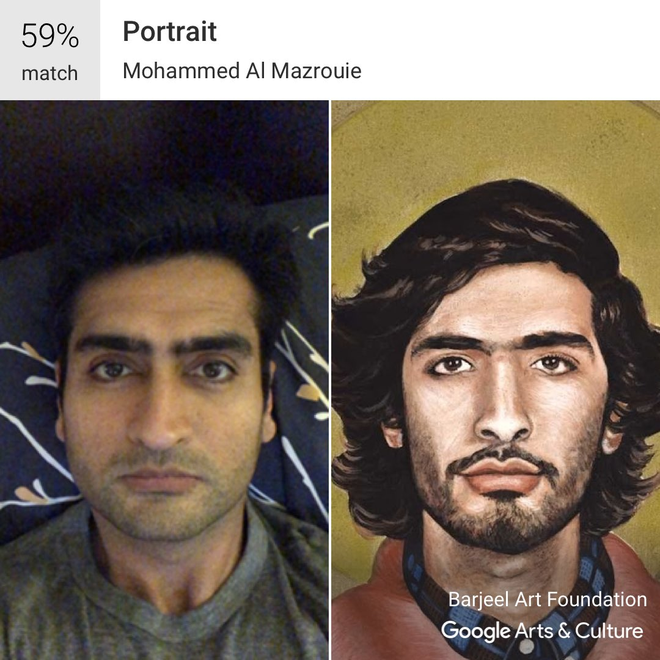 59%
match
Portrait
Mohammed Al Mazrouie
Barjeel Art Foundation
Google Arts & Culture